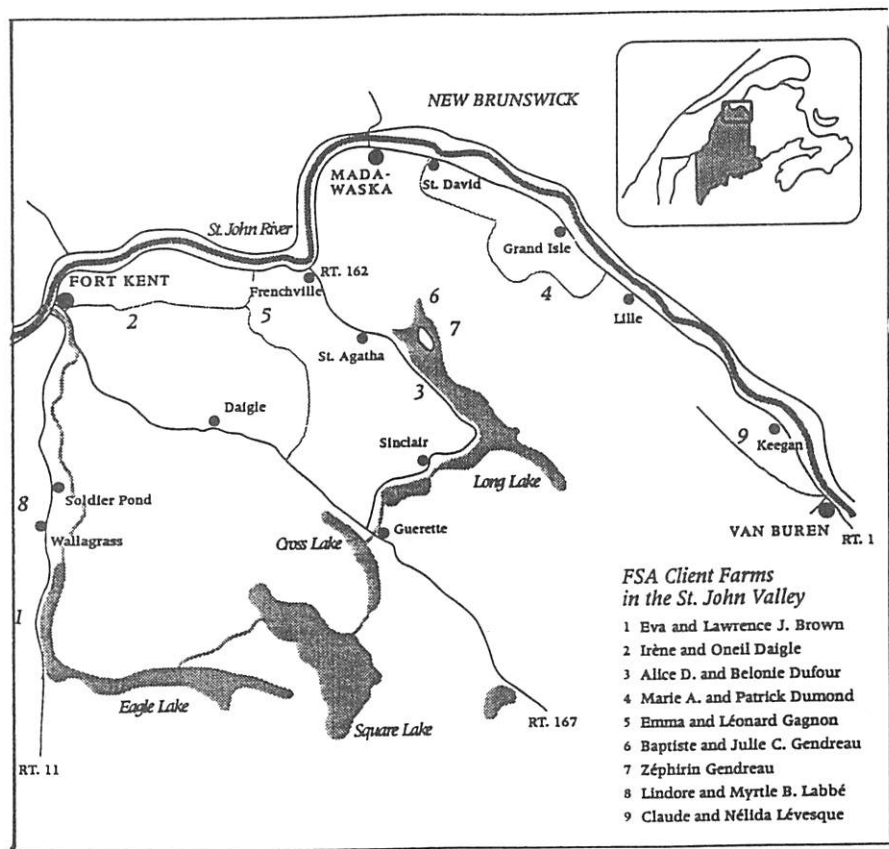 NEW BRUNSWICK
MADA-
WASKA
St. David
St. John River
Grand Isle
RT. 162
FORT KENT
Frenchville
6
2
5
4
Lille
7
St. Agatha
3
Daigle
Keegan
9
Sinclair
Long Lake
Soldier Pond
8
Guerette
VAN BUREN
RT. 1
Wallagrass
Cross Lake
1
Eagle Lake
Square Lake
RT. 167
RT. 11
FSA Client Farms
in the St. John Valley
1 Eva and Lawrence J. Brown
2 Irène and Oneil Daigle
3 Alice D. and Belonie Dufour
4 Marie A. and Patrick Dumond
5 Emma and Léonard Gagnon
6 Baptiste and Julie C. Gendreau
7 Zéphirin Gendreau
8 Lindore and Myrtle B. Labbé
9 Claude and Nélida Lévesque